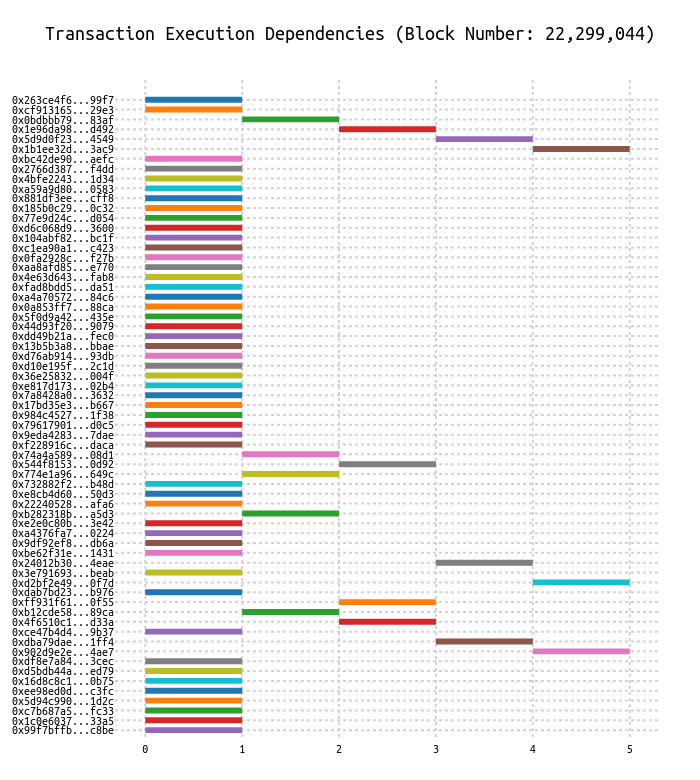 Transaction Execution Dependencies (Block Number: 22,299,044)
0x263ce4f6...99f7
0xcf913165...29e3
0x0bdbbb79...83af
0x1e96da98...d492
0x5d9d0f23...4549
0x1b1ee32d...3ac9
0xbc42de90...aefc
0x2766d387...f4dd
0x4bfe2243...1d34
0xa59a9d80...0583
0x881df3ee...cff8
0x185b0c29...0c32
0x77e9d24c...d054
0xd6c068d9...3600
0x104abf82...bc1f
0xc1ea90a1...c423
0x0fa2928c...f27b
0xaa8afd85...e770
0x4e63d643...fab8
0xfad8bdd5...da51
0xa4a70572...84c6
0x0a853ff7...88ca
0x5f0d9a42...435e
0x44d93f20...9079
0xdd49b21a...fec0
0x13b5b3a8...bbae
0xd76ab914...93db
0xd10e195f...2c1d
0x36e25832...004f
0xe817d173...02b4
0x7a8428a0...3632
0x17bd35e3...b667
0x984c4527...1f38
0x79617901...d0c5
0x9eda4283...7dae
0xf228916c...daca
0x74a4a589...08d1
0x544f8153...0d92
0x774e1a96...649c
0x732882f2...b48d
0xe8cb4d60...50d3
0x22240528...afa6
0xb282318b...a5d3
0xe2e0c80b...3e42
0xa4376fa7...0224
0x9df92ef8...db6a
0xbe62f31e...1431
0x24012b30...4eae
0x3e791693...beab
0xd2bf2e49...0f7d
0xdab7bd23...b976
0xff931f61...0f55
0xb12cde58...89ca
0x4f6510c1...d33a
0xce47b4d4...9b37
0xdba79dae...1ff4
0x902d9e2e...4ae7
0xdf8e7a84...3cec
0xd5bdb44a...ed79
0x16d8c8c1...0b75
0xee98ed0d...c3fc
0x5d94c990...1d2c
0xc7b687a5...fc33
0x1c0e6037...33a5
0x99f7bffb...c8be
0 1 2 3 4 5